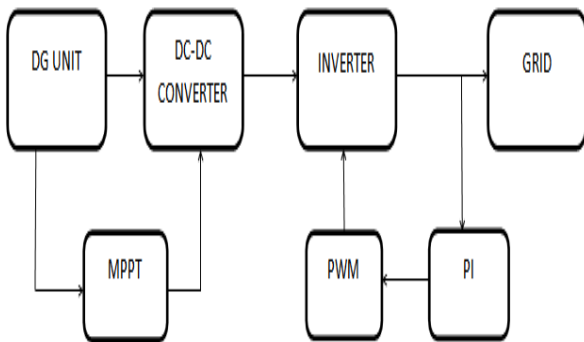 DG UNIT
DC-DC
CONVERTER
INVERTER
GRID
MPPT
PWM
PI